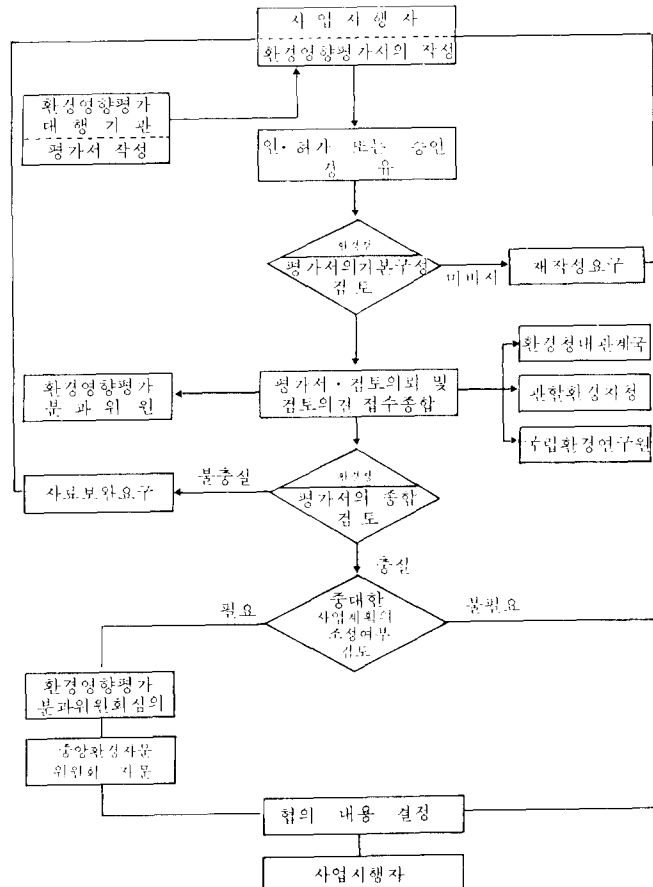 사업시행사
환경영향평가서의 작성
환경영향평가
대행기관
평가서 작성
인·허가 또는 승인
경유
환경청
평가서의기본구성
검토
미비시
재작성요구
환경청내관계국
관할환경지청
국립환경연구원
환경영향평가
분과위원
평가서·검토의뢰 및
검토의견 접수종합
불충실
사료보완요구
환경청
평가서의 종합
검토
충실
중대한
사업계획의
조성여부
검토
필요
불필요
환경영향평가
분과위원회심의
중앙환경자문
위원회 자문
협의 내용 결정
사업시행자